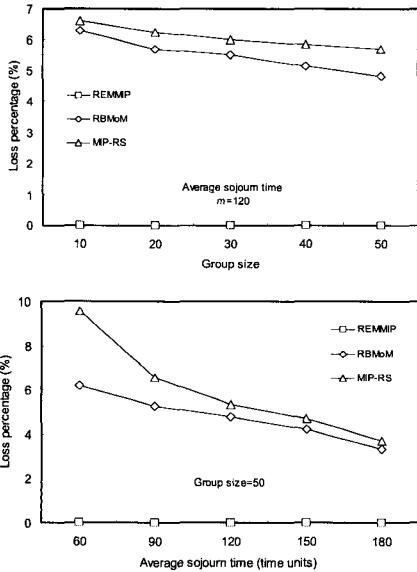 7
6
5
4
3
2
1
0
Loss percentage (%)
REMMIP
RBMoM
MIP-RS
Average sojourn time
m=120
10 20 30 40 50
Group size
10
8
6
4
2
0
Loss percentage (%)
REMMIP
RBMoM
MIP-RS
Group size=50
60 90 120 150 180
Average sojourn time (time units)